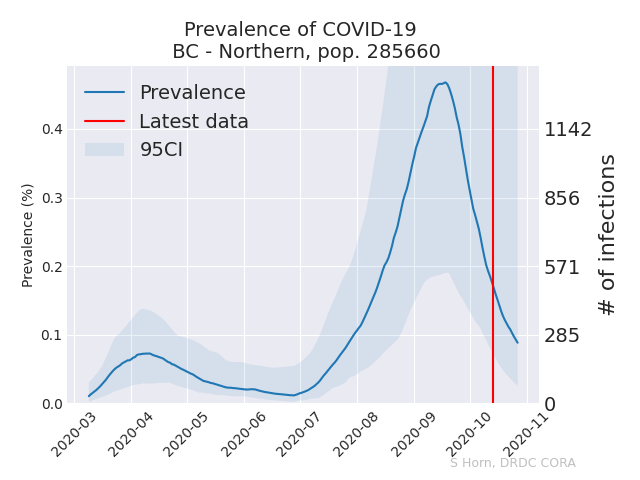 Prevalence of COVID-19
BC - Northern, pop. 285660
Prevalence
Latest data
95CI
Prevalence (%)
0.4
0.3
0.2
0.1
0.0
1142
856
571
285
0
# of infections
2020-03
2020-04
2020-05
2020-06
2020-07
2020-08
2020-09
2020-10
2020-11
S Horn, DRDC CORA